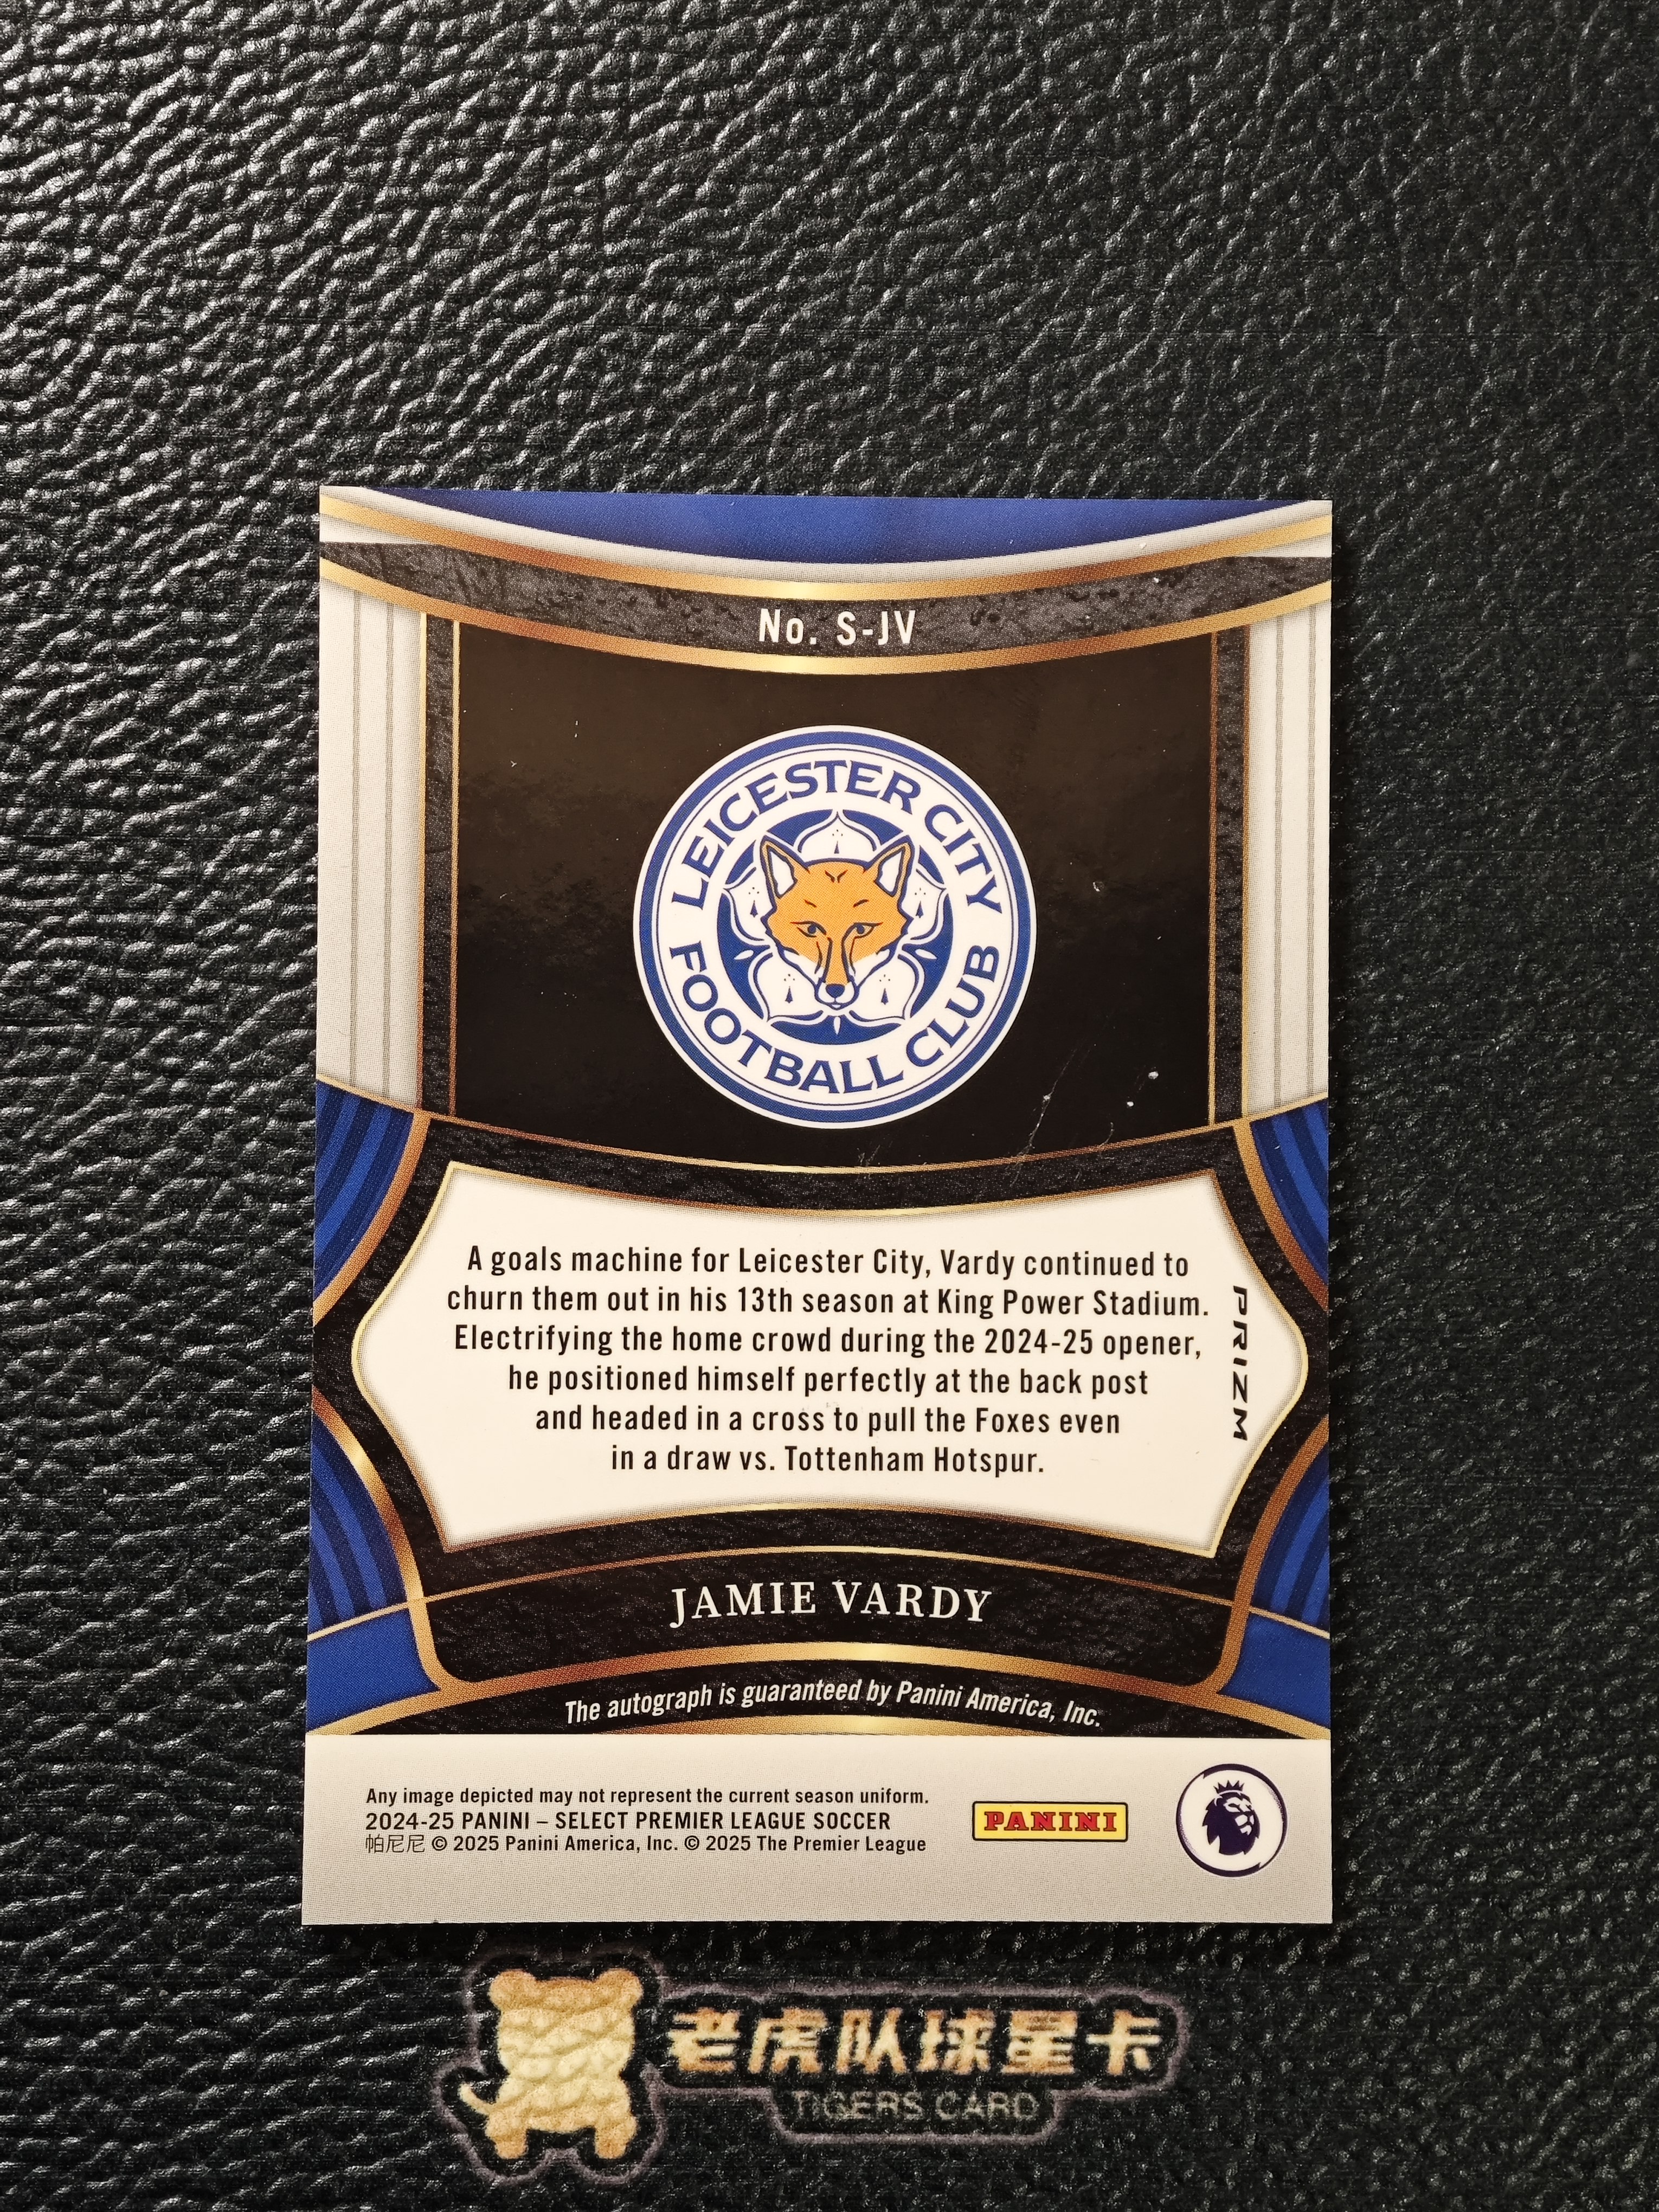 No. S-JV
LEICESTER CITY
FOOTBALL CLUB
A goals machine for Leicester City, Vardy continued to
churn them out in his 13th season at King Power Stadium.
Electrifying the home crowd during the 2024-25 opener,
he positioned himself perfectly at the back post
and headed in a cross to pull the Foxes even
in a draw vs. Tottenham Hotspur.
PRIZM
JAMIE VARDY
The autograph is guaranteed by Panini America, Inc.
Any image depicted may not represent the current season uniform.
2024-25 PANINI – SELECT PREMIER LEAGUE SOCCER
帕尼尼 © 2025 Panini America, Inc. © 2025 The Premier League
PANINI
老虎队球星卡
TIGERS CARD